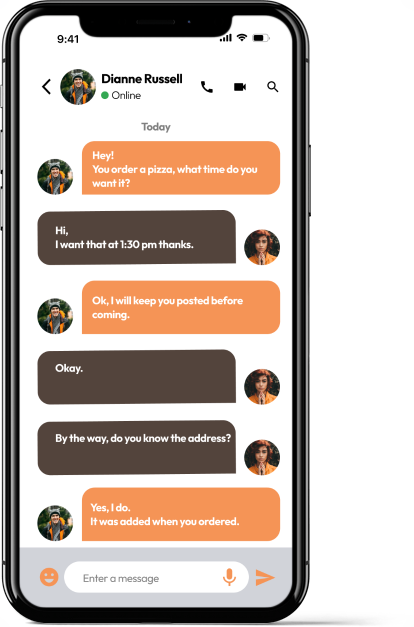 9:41
Dianne Russell
Online
Today
Hey!
You order a pizza, what time do you
want it?
Hi,
I want that at 1:30 pm thanks.
Ok, I will keep you posted before
coming.
Okay.
By the way, do you know the address?
Yes, I do.
It was added when you ordered.
Enter a message